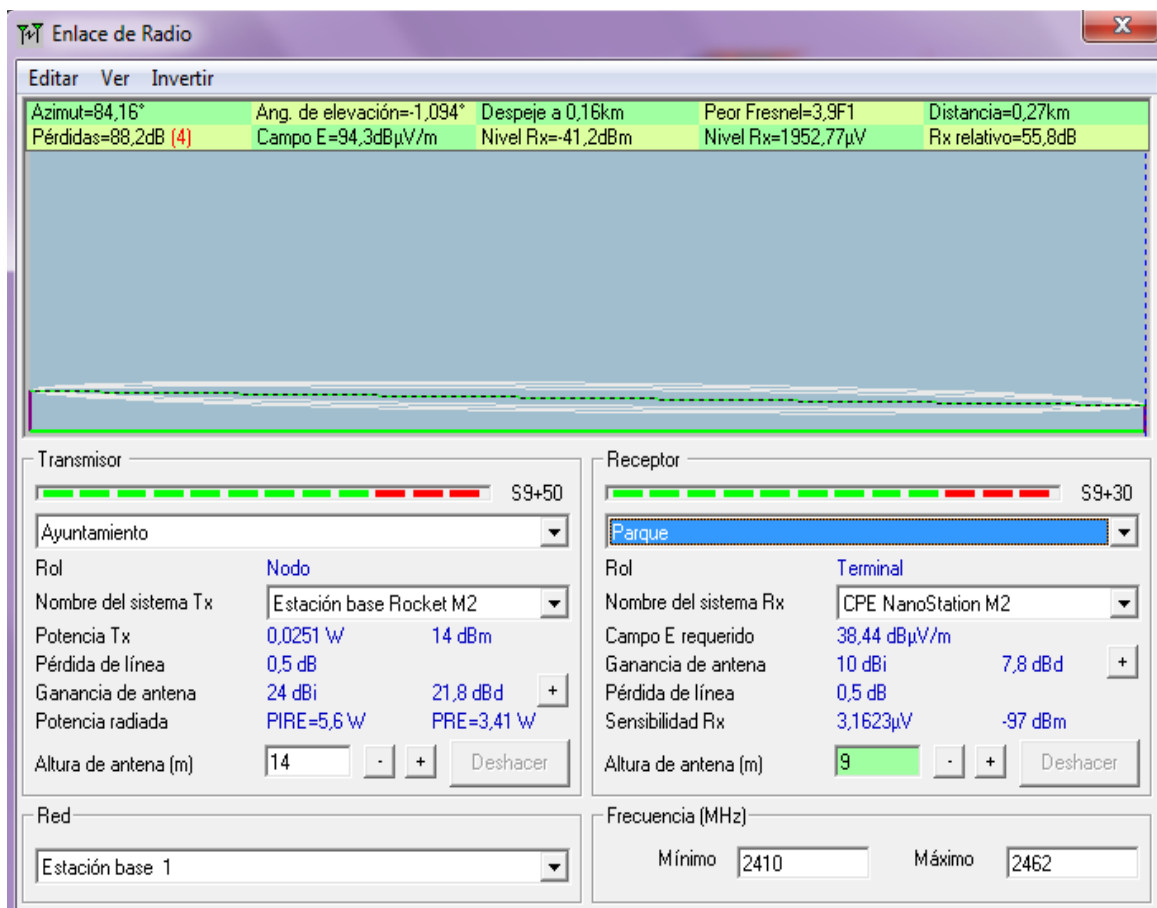 Enlace de Radio
X
Editar Ver Invertir
Azimut=84,16° Ang. de elevación=-1,094° Despeje a 0,16km Peor Fresnel=3,9F1 Distancia=0,27km
Pérdidas=88,2dB (4) Campo E=94,3dBµV/m Nivel Rx=-41,2dBm Nivel Rx=1952,77µV Rx relativo=55,8dB
Transmisor
S9+50
Ayuntamiento
Rol Nodo
Nombre del sistema Tx Estación base Rocket M2
Potencia Tx 0,0251 W 14 dBm
Pérdida de línea 0,5 dB
Ganancia de antena 24 dBi 21,8 dBd +
Potencia radiada PIRE=5,6 W PRE=3,41 W
Altura de antena (m) 14 - + Deshacer
Receptor
S9+30
Parque
Rol Terminal
Nombre del sistema Rx CPE NanoStation M2
Campo E requerido 38,44 dBµV/m
Ganancia de antena 10 dBi 7,8 dBd +
Pérdida de línea 0,5 dB
Sensibilidad Rx 3,1623µV -97 dBm
Altura de antena (m) 9 - + Deshacer
Red
Estación base 1
Frecuencia (MHz)
Mínimo 2410 Máximo 2462